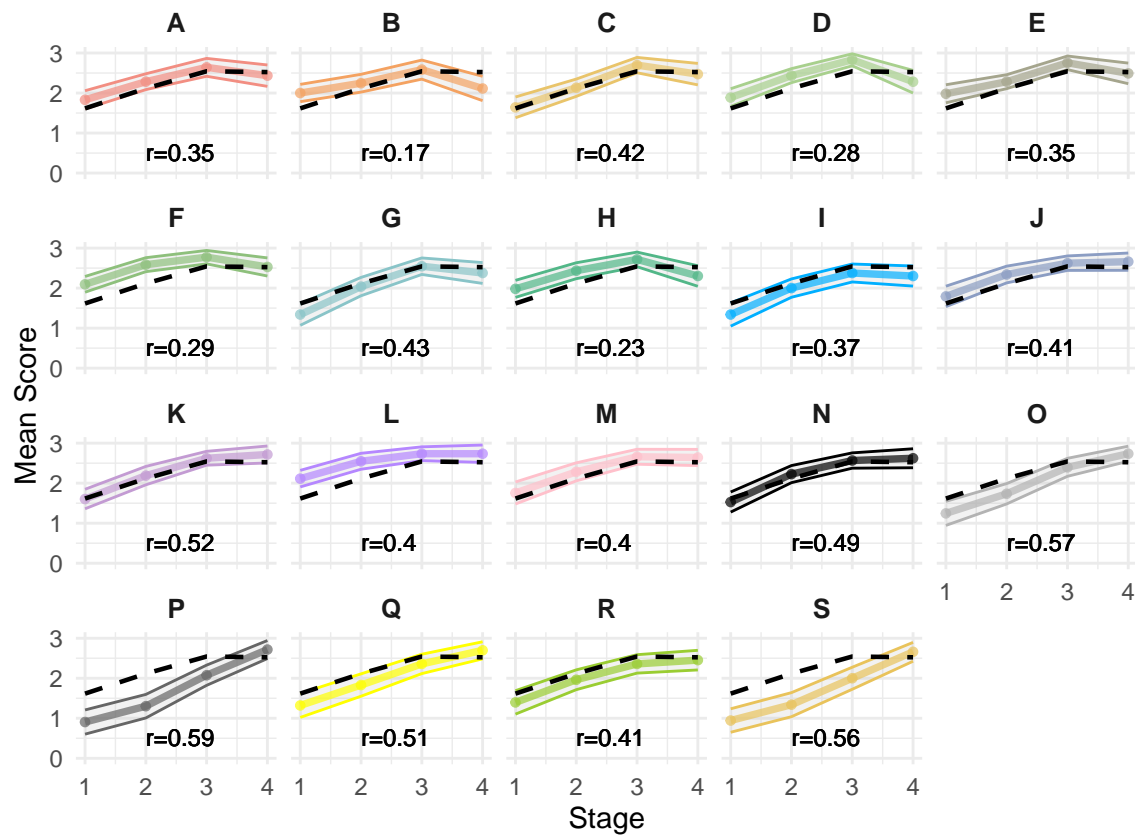 A B C D E
3
2
1
0
r=0.35 r=0.17 r=0.42 r=0.28 r=0.35
F G H I J
3
2
1
0
r=0.29 r=0.43 r=0.23 r=0.37 r=0.41
Mean Score
K L M N O
3
2
1
0
r=0.52 r=0.4 r=0.4 r=0.49 r=0.57
1 2 3 4
P Q R S
3
2
1
0
r=0.59 r=0.51 r=0.41 r=0.56
1 2 3 4 1 2 3 4 1 2 3 4 1 2 3 4
Stage